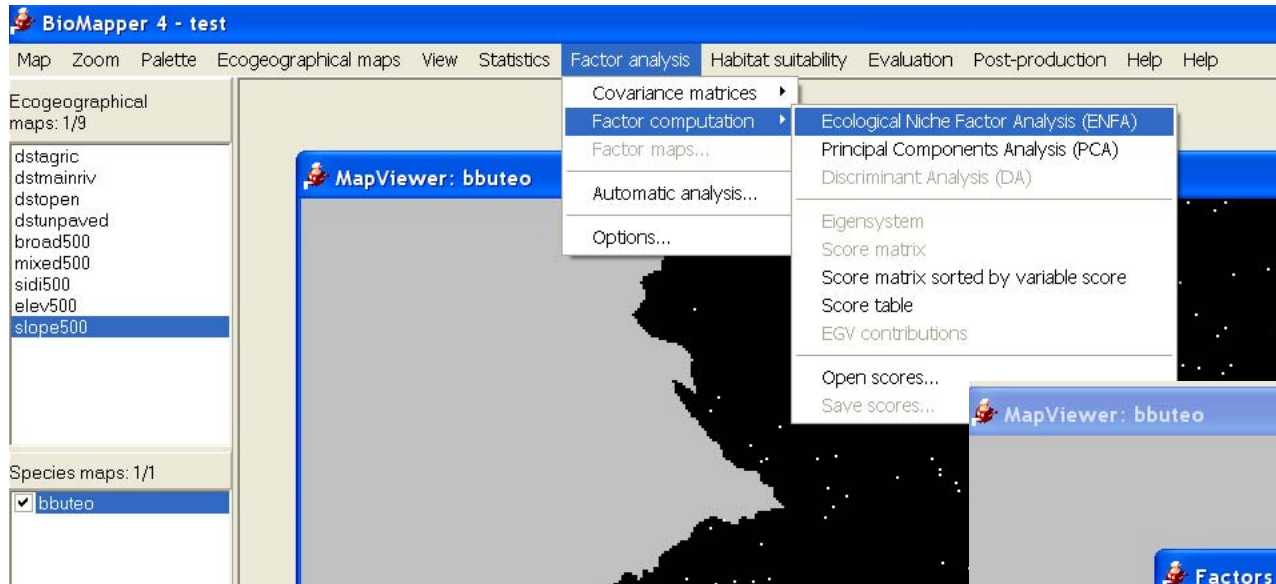 BioMapper 4 - test
Map Zoom Palette Ecogeographical maps View Statistics Factor analysis Habitat suitability Evaluation Post-production Help Help
Ecogeographical
maps: 1/9
dstagric
dstmainriv
dstopen
dstunpaved
broad500
mixed500
sidi500
elev500
slope500
Species maps: 1/1
bbuteo
MapViewer: bbuteo
Covariance matrices
Factor computation
Factor maps...
Automatic analysis...
Options...
Ecological Niche Factor Analysis (ENFA)
Principal Components Analysis (PCA)
Discriminant Analysis (DA)
Eigensystem
Score matrix
Score matrix sorted by variable score
Score table
EGV contributions
Open scores...
Save scores...
MapViewer: bbuteo
Factors